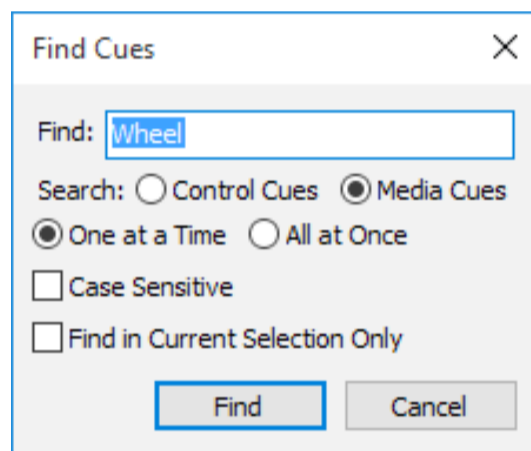 Find Cues
Find: Wheel
Search: Control Cues Media Cues
One at a Time All at Once
Case Sensitive
Find in Current Selection Only
Find Cancel